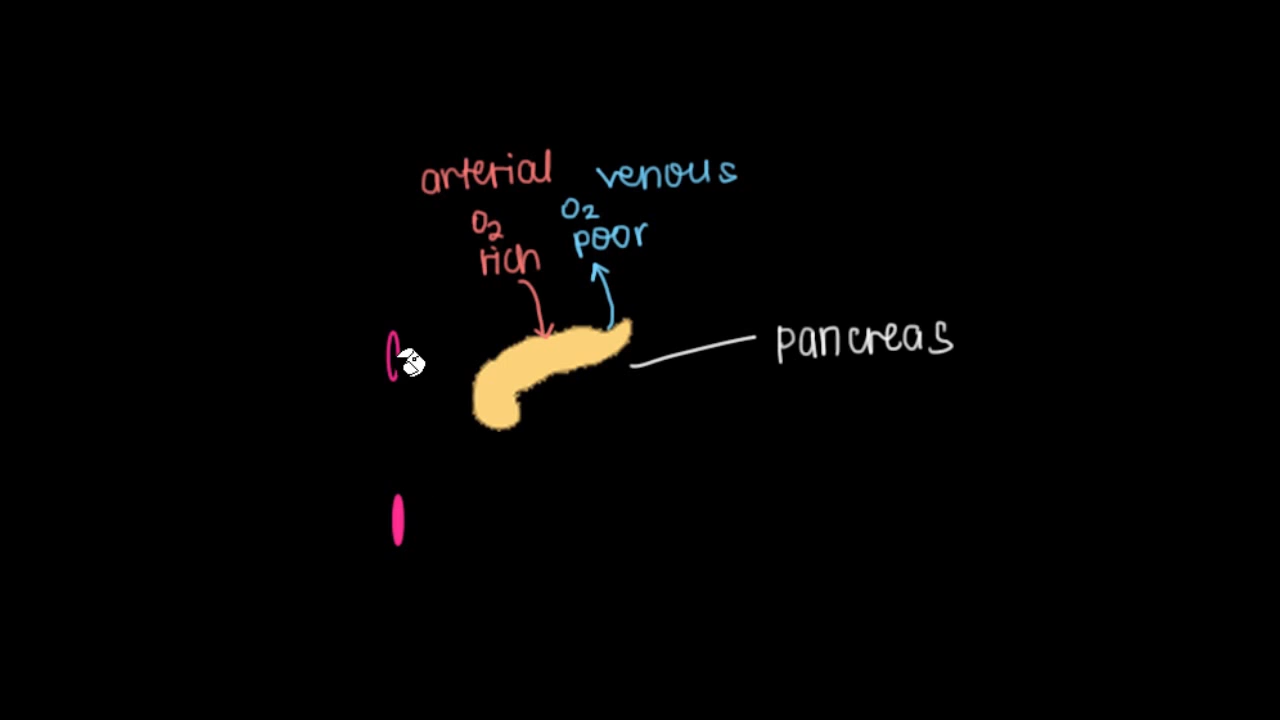 arterial
venous
O2
rich
O2
poor
pancreas